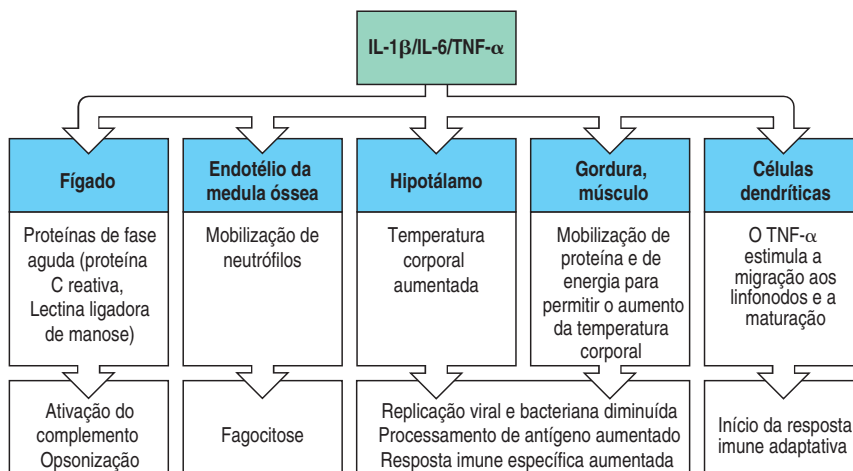 IL-1β/IL-6/TNF-α
Fígado
Endotélio da
medula óssea
Hipotálamo
Gordura,
músculo
Células
dendríticas
Proteínas de fase
aguda (proteína
C reativa,
Lectina ligadora
de manose)
Mobilização de
neutrófilos
Temperatura
corporal
aumentada
Mobilização de
proteína e de
energia para
permitir o aumento
da temperatura
corporal
O TNF-α
estimula a
migração aos
linfonodos e a
maturação
Ativação do
complemento
Opsonização
Fagocitose
Replicação viral e bacteriana diminuída
Processamento de antígeno aumentado
Resposta imune específica aumentada
Início da resposta
imune adaptativa